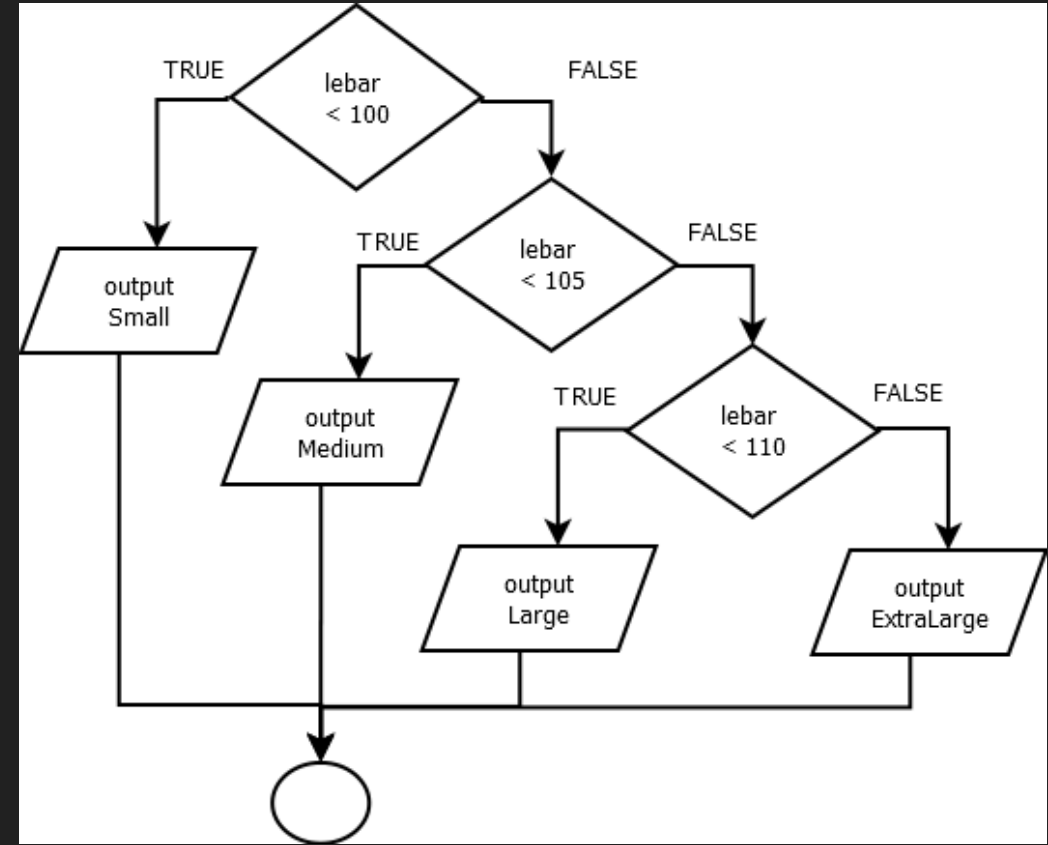 TRUE
lebar
< 100
FALSE
TRUE
lebar
< 105
FALSE
output
Small
TRUE
lebar
< 110
FALSE
output
Medium
output
Large
output
ExtraLarge